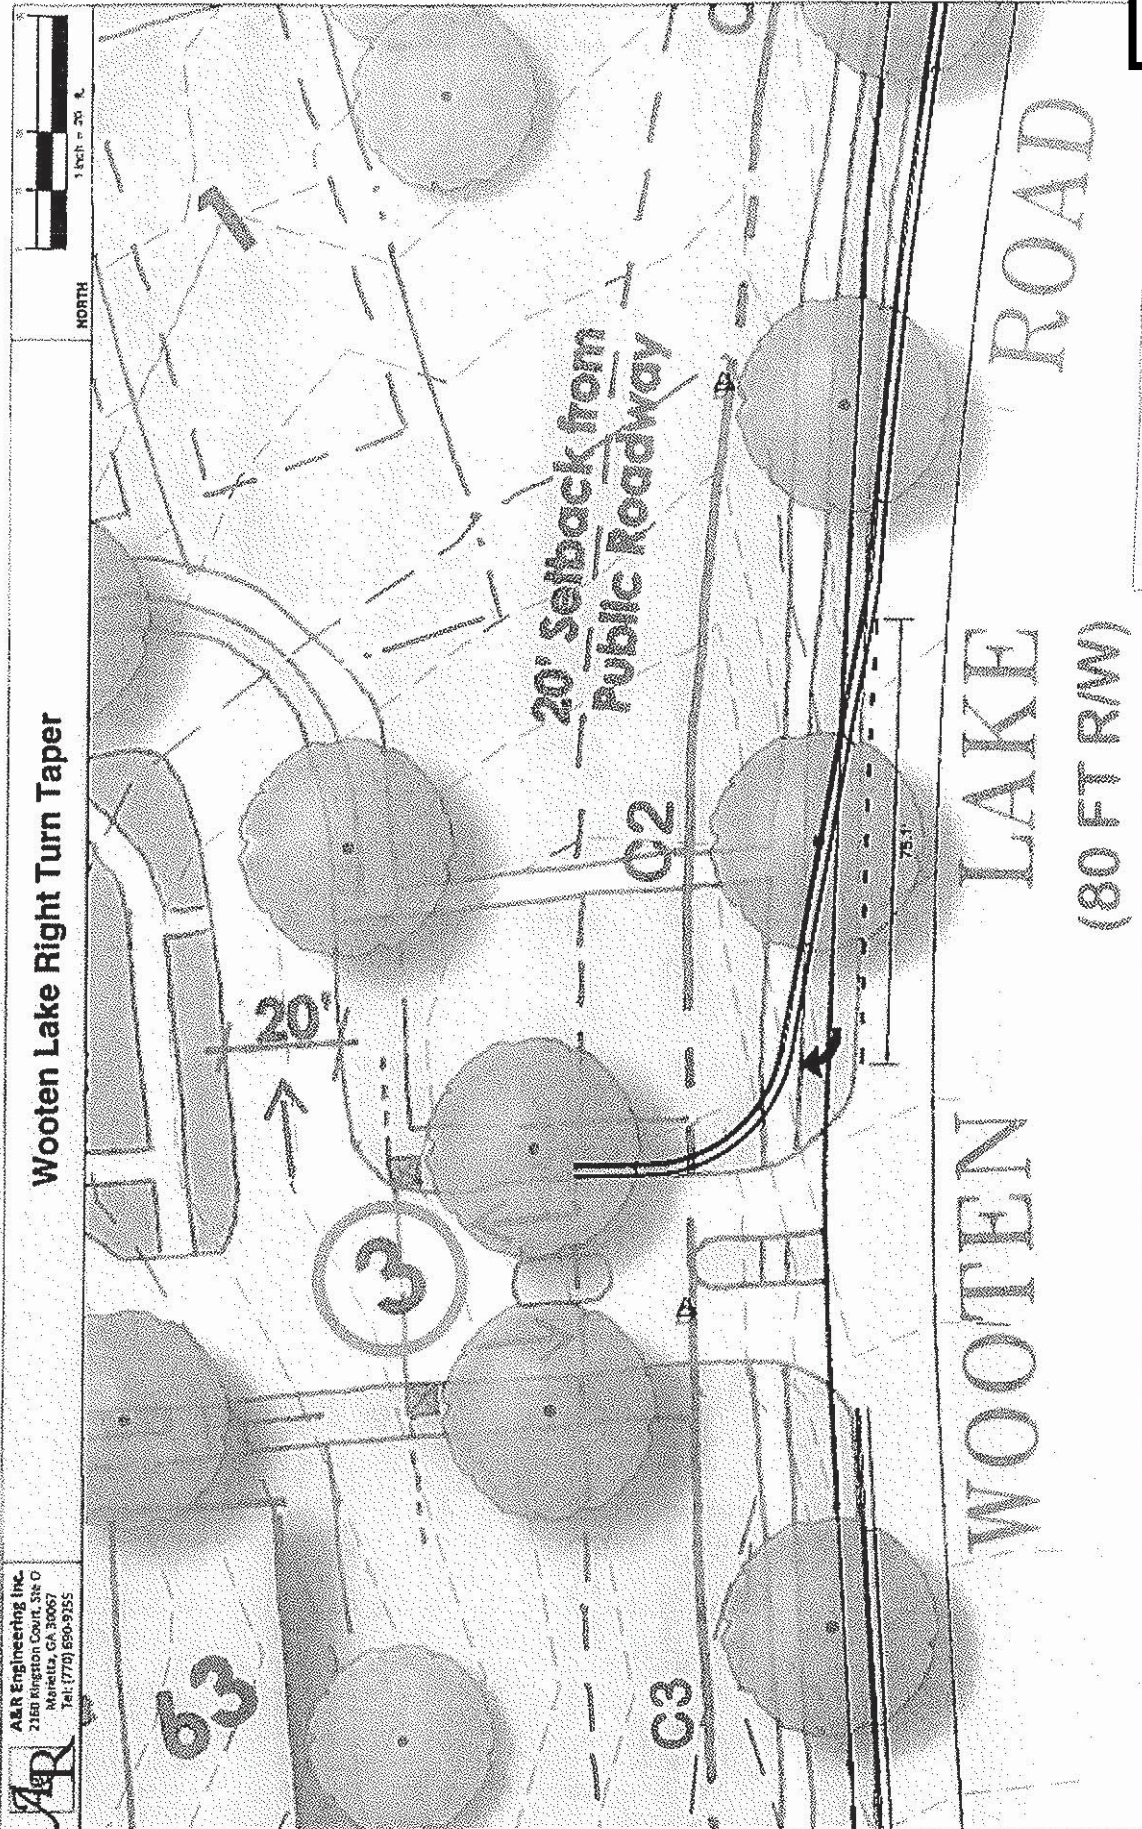 A&R
A&R Engineering Inc.
2160 Kingston Court, Ste O
Marietta, GA 30067
Tel: (770) 690-9255
Wooten Lake Right Turn Taper
NORTH
1 inch = 20 ft.
1
63
3
20'
20' Setback from
Public Roadway
C2
C3
75.1'
WOOTEN LAKE ROAD
(80 FT R/W)